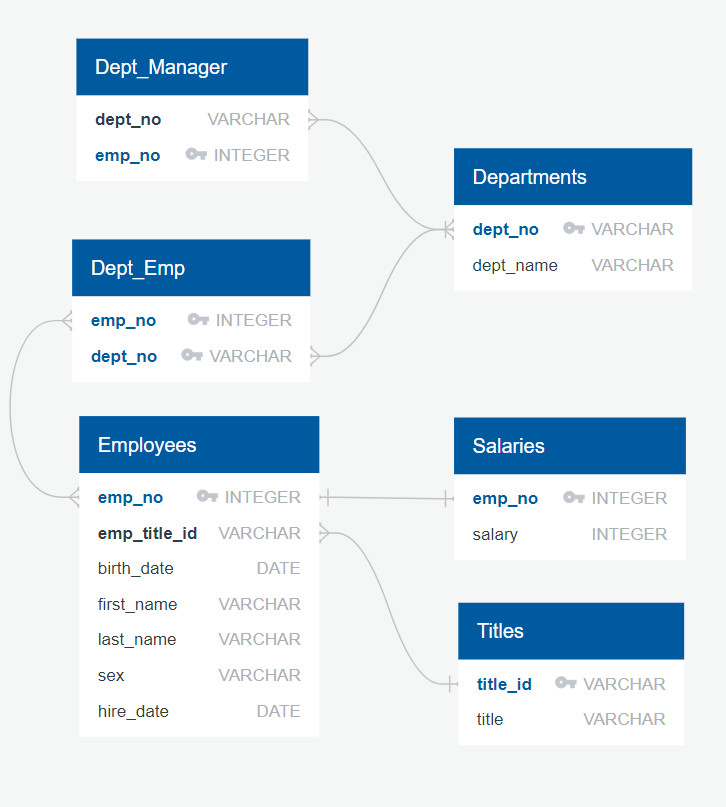 Dept_Manager
dept_no VARCHAR
emp_no INTEGER
Departments
dept_no VARCHAR
dept_name VARCHAR
Dept_Emp
emp_no INTEGER
dept_no VARCHAR
Employees
emp_no INTEGER
emp_title_id VARCHAR
birth_date DATE
first_name VARCHAR
last_name VARCHAR
sex VARCHAR
hire_date DATE
Salaries
emp_no INTEGER
salary INTEGER
Titles
title_id VARCHAR
title VARCHAR